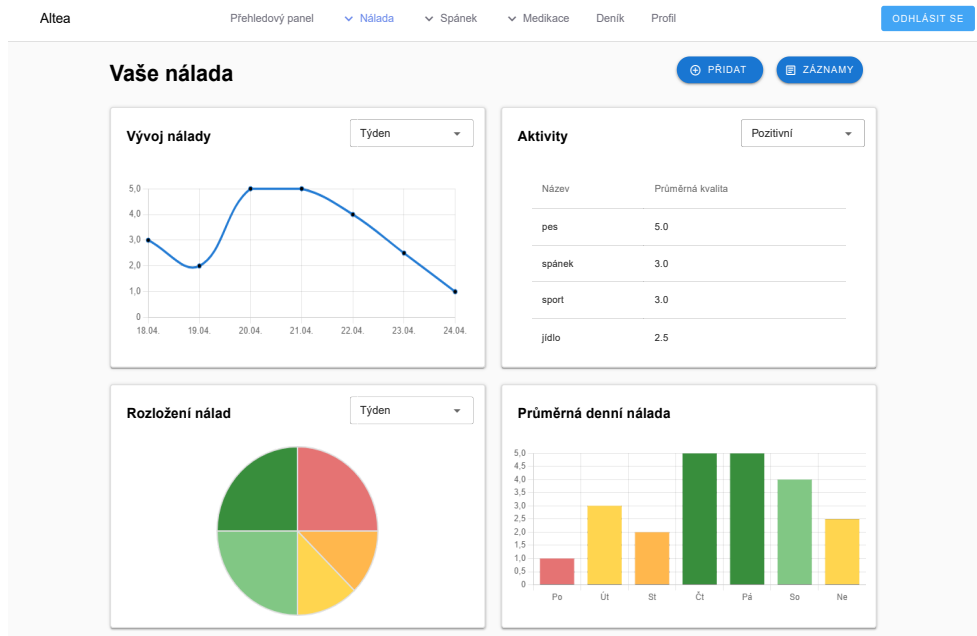 Altea
Přehledový panel
Nálada
Spánek
Medikace
Deník
Profil
ODHLÁSIT SE
Vaše nálada
PŘIDAT
ZÁZNAMY
Vývoj nálady
Týden
5,0
4,0
3,0
2,0
1,0
0
18.04.
19.04.
20.04.
21.04.
22.04.
23.04.
24.04.
Aktivity
Pozitivní
Název Průměrná kvalita
pes 5.0
spánek 3.0
sport 3.0
jídlo 2.5
Rozložení nálad
Týden
Průměrná denní nálada
5,0
4,5
4,0
3,5
3,0
2,5
2,0
1,5
1,0
0,5
0
Po
Út
St
Čt
Pá
So
Ne